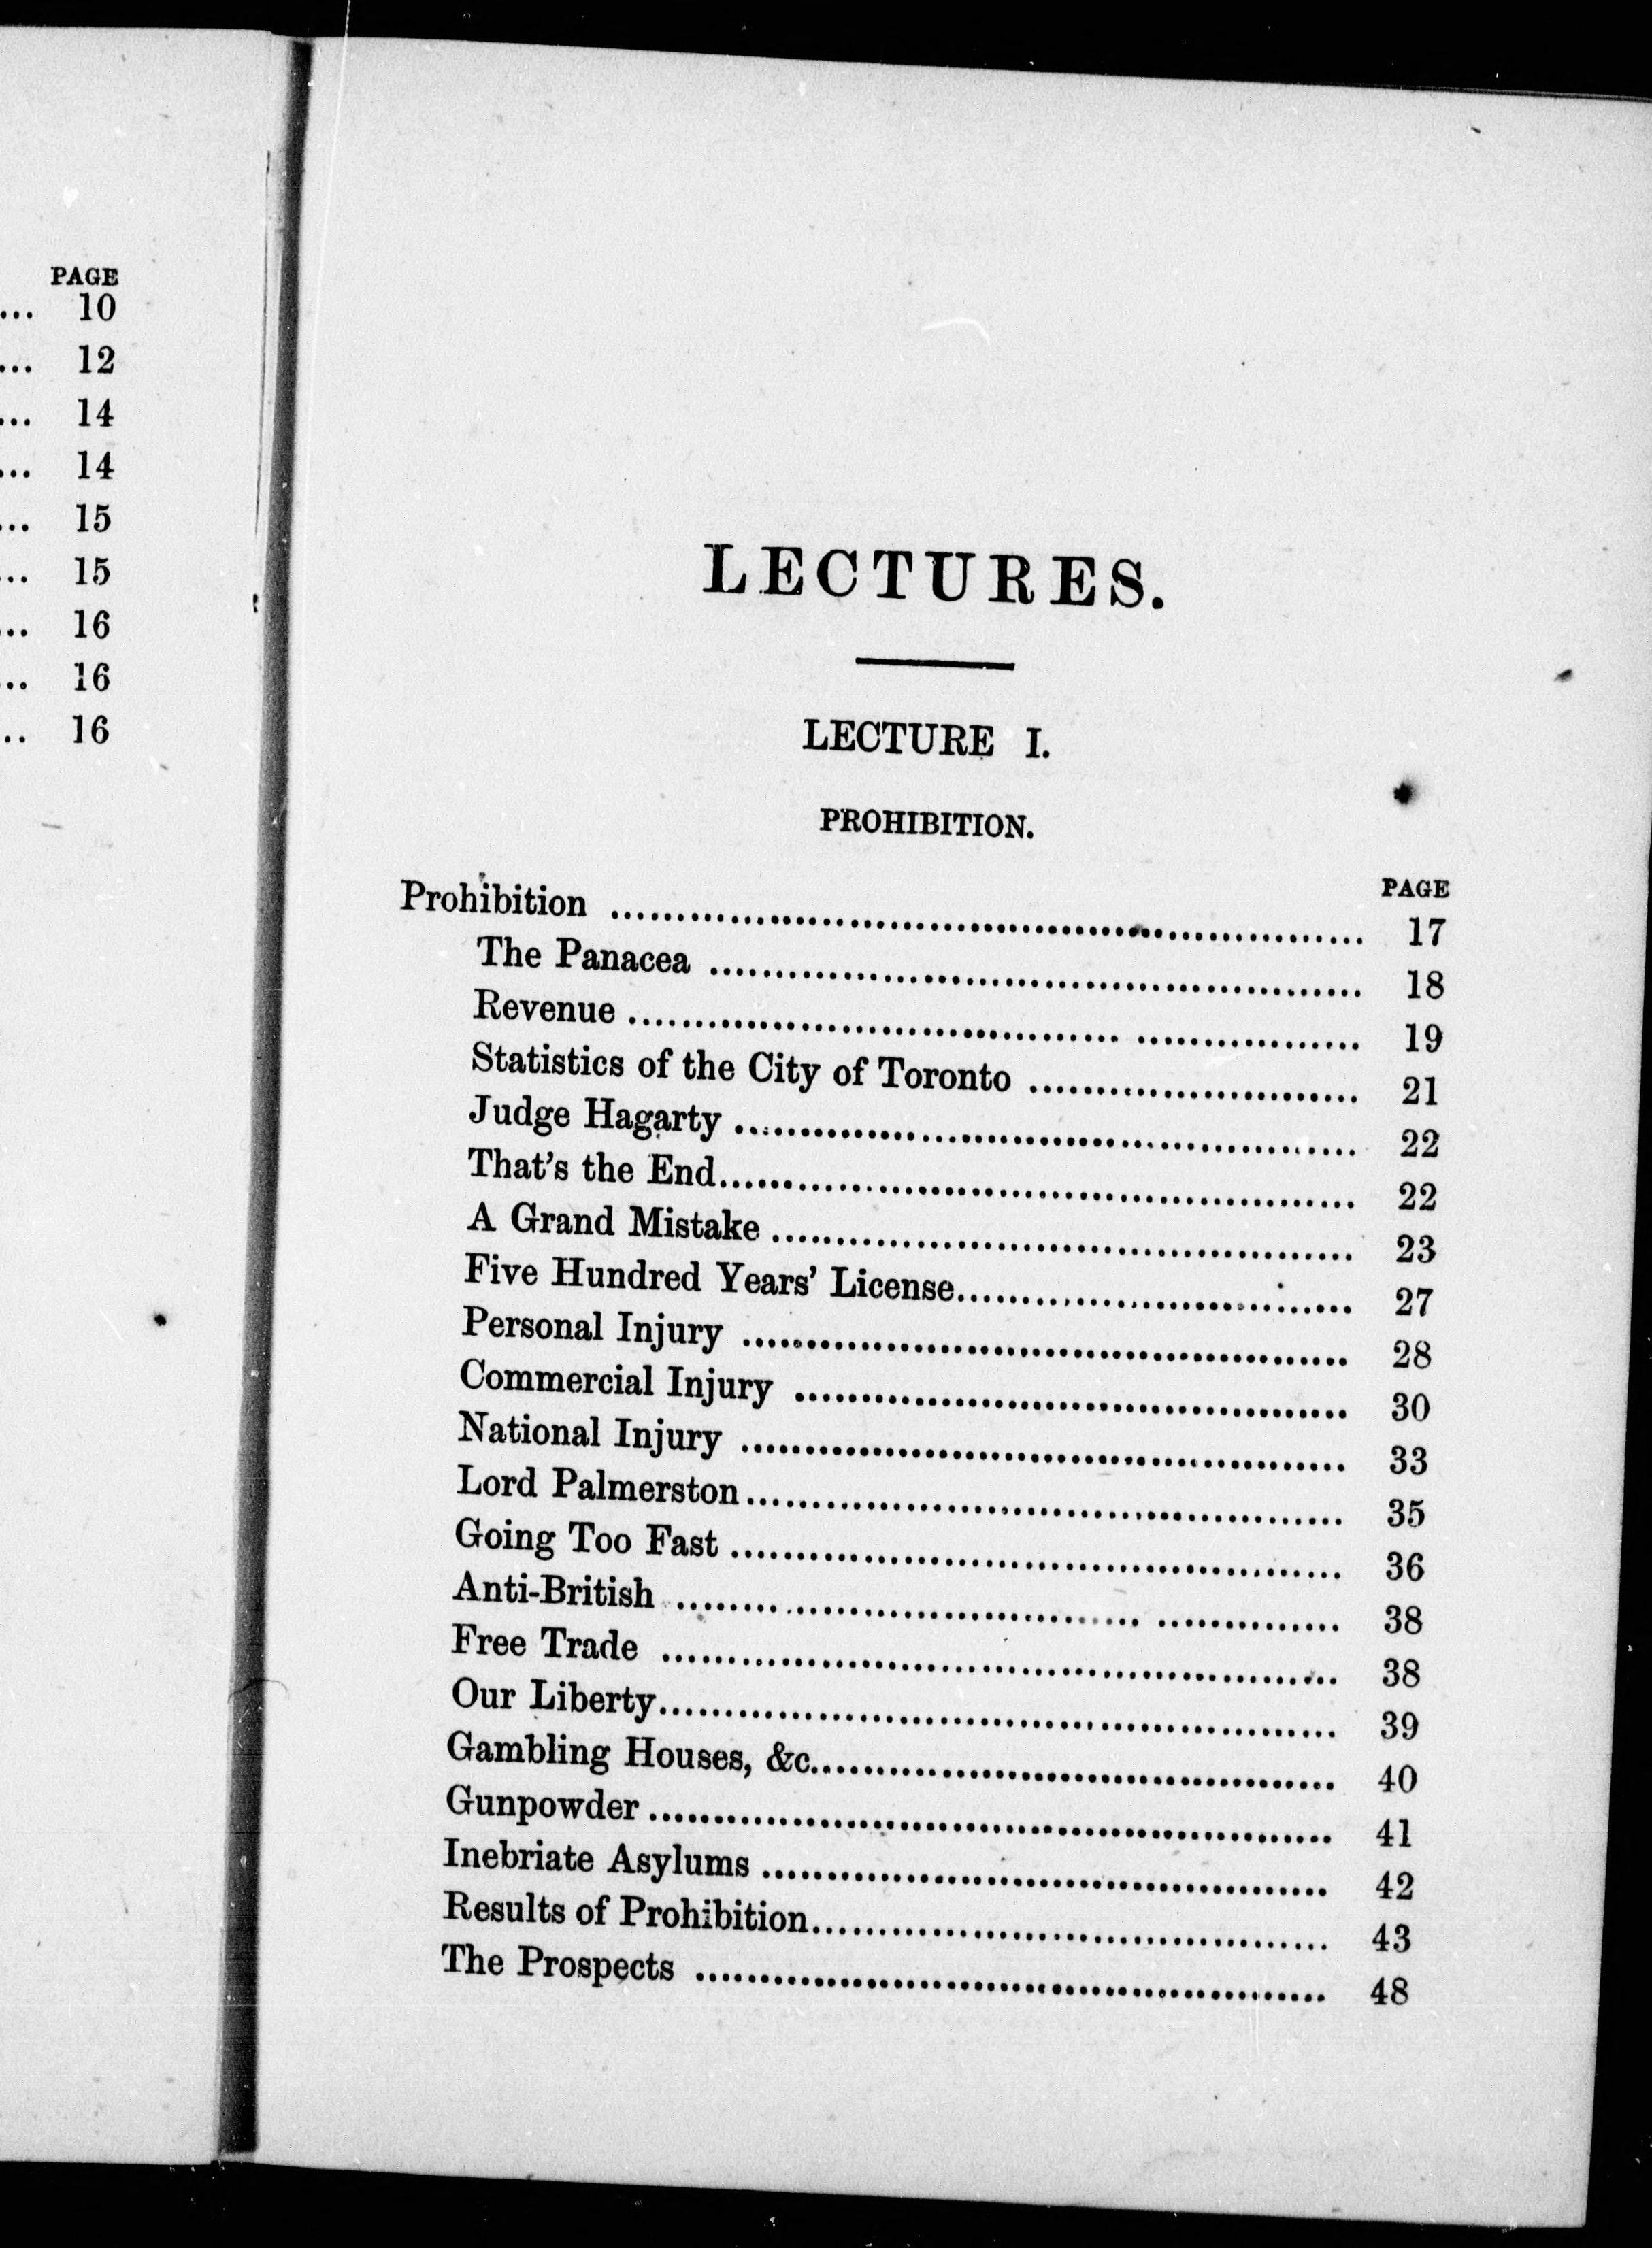 PAGE
... 10
... 12
... 14
... 14
... 15
... 15
... 16
... 16
... 16
LECTURES.
LECTURE I.
PROHIBITION.
PAGE
Prohibition ........................................................ 17
The Panacea ................................................. 18
Revenue ..................................... ................. 19
Statistics of the City of Toronto ......................... 21
Judge Hagarty ............................................... 22
That's the End................................................ 22
A Grand Mistake ............................................ 23
Five Hundred Years' License.............................. 27
Personal Injury .............................................. 28
Commercial Injury .......................................... 30
National Injury .............................................. 33
Lord Palmerston............................................. 35
Going Too Fast .............................................. 36
Anti-British ................................... .............. 38
Free Trade ................................................... 38
Our Liberty................................................... 39
Gambling Houses, &c........................................ 40
Gunpowder .................................................... 41
Inebriate Asylums ........................................... 42
Results of Prohibition....................................... 43
The Prospects ................................................ 48